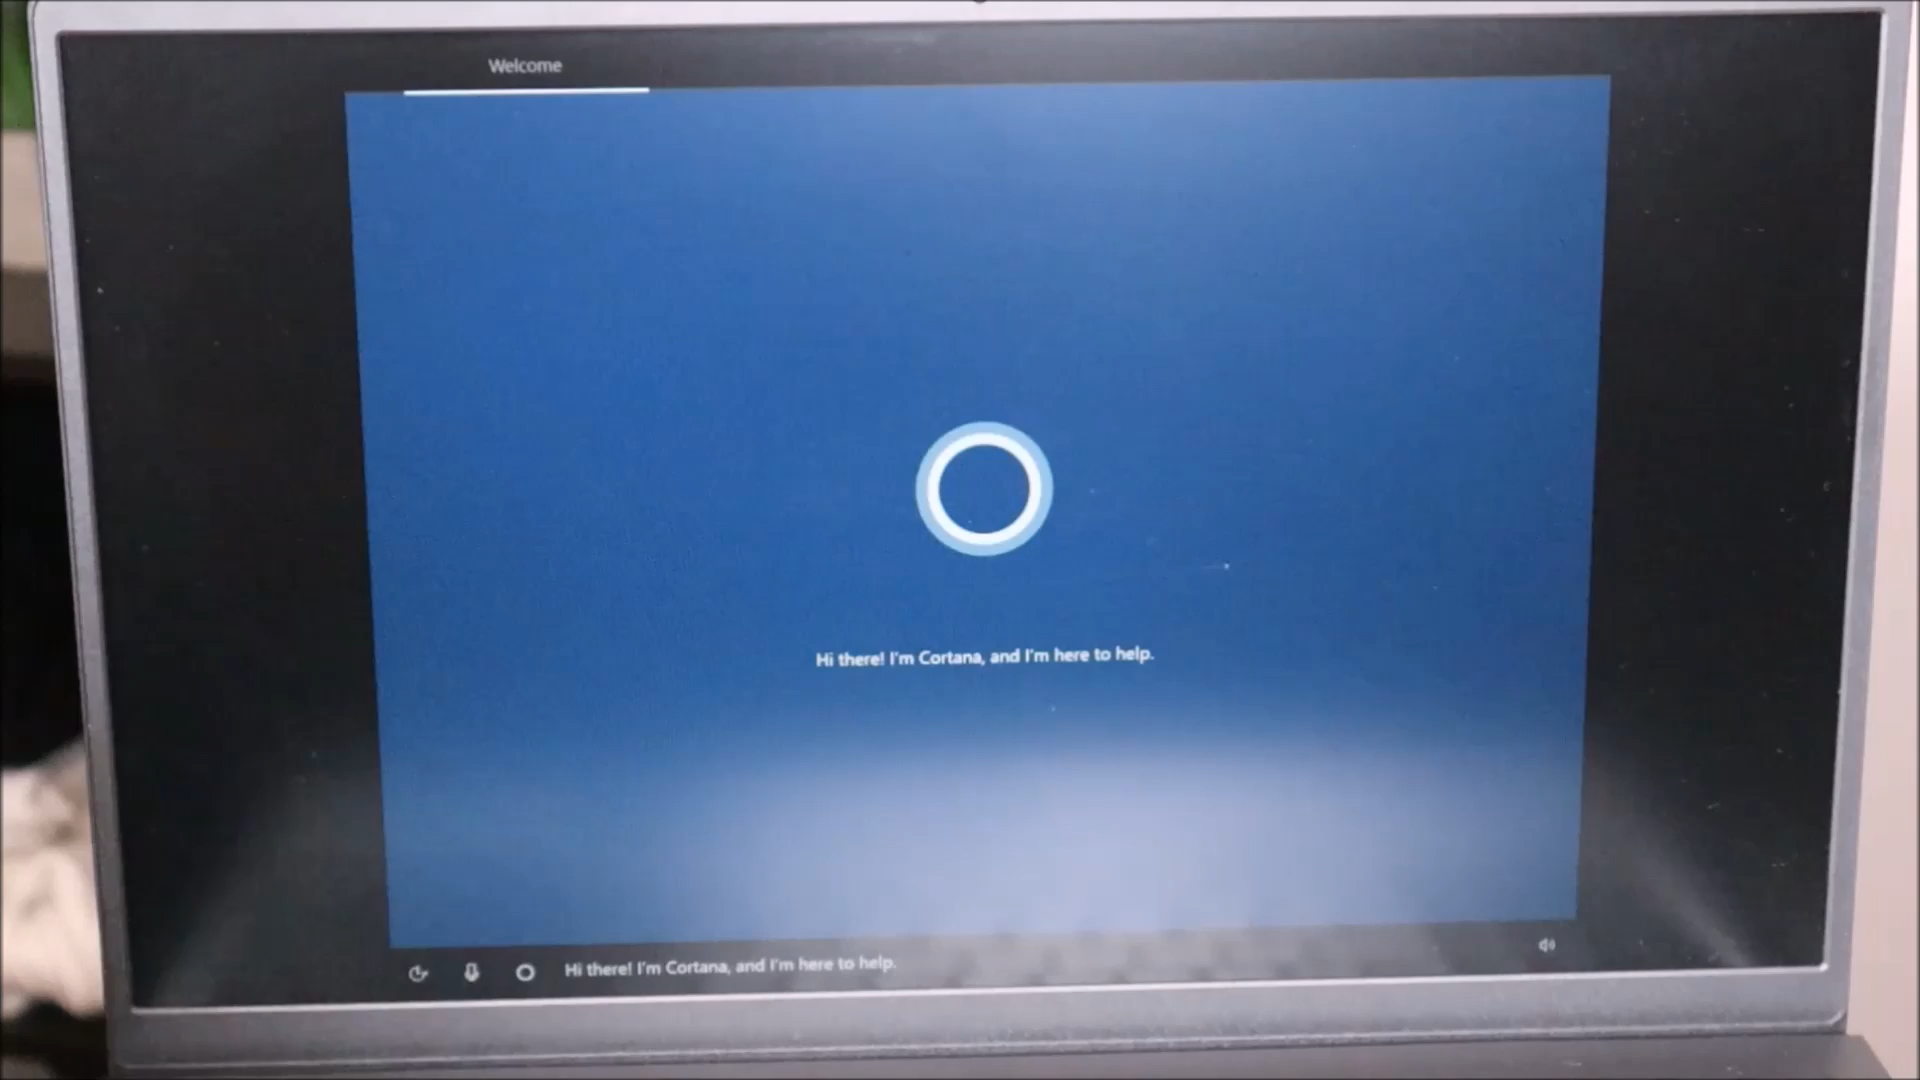 Welcome
Hi there! I'm Cortana, and I'm here to help.
Hi there! I'm Cortana, and I'm here to help.